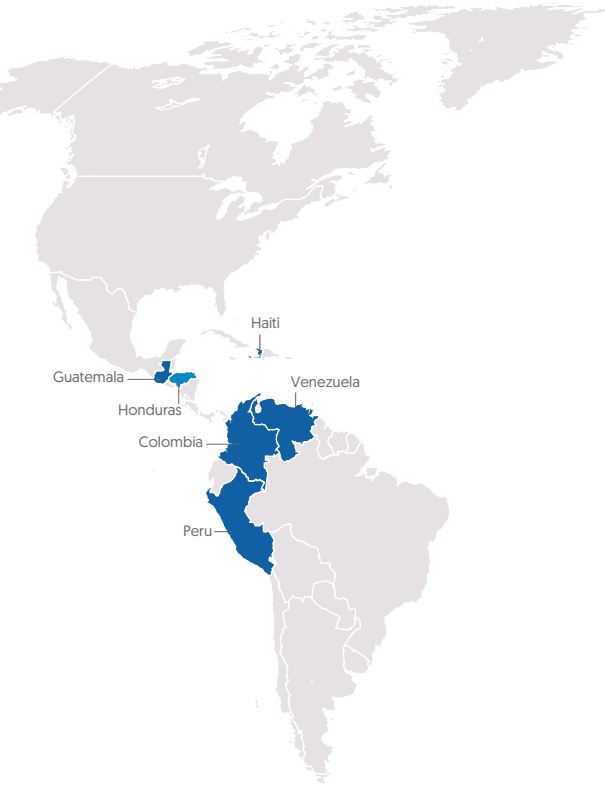 Haiti
Guatemala
Venezuela
Honduras
Colombia
Peru